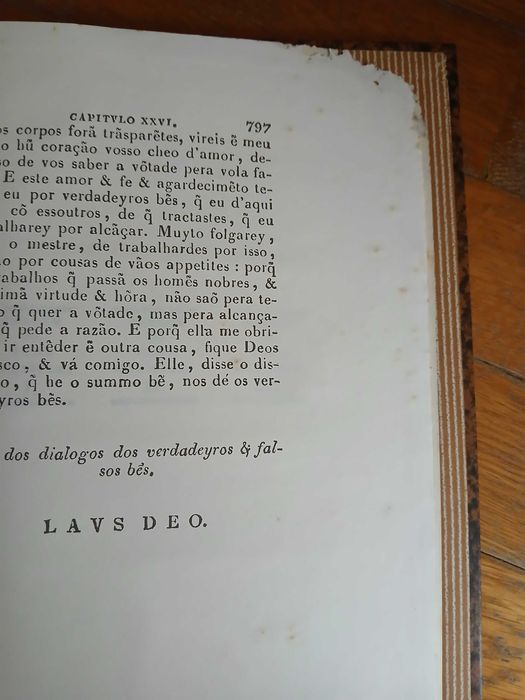 CAPITVLO XXVI. 797
os corpos forã trãsparẽtes, vireis ẽ meu
o hũ coração vosso cheo d'amor, de-
so de vos saber a võtade pera vola fa-
E este amor & fe & agardecimẽto te-
eu por verdadeyros bẽs, q̃ eu d'aqui
cõ essoutros, de q̃ tractastes, q̃ eu
alharey por alcãçar. Muyto folgarey,
o mestre, de trabalhardes por isso,
ão por cousas de vãos appetites : porq̃
rabalhos q̃ passã os homẽs nobres, &
imã virtude & hõra, não saõ pera te-
o q̃ quer a võtade, mas pera alcança-
q̃ pede a razão. E porq̃ ella me obri-
ir entẽder ẽ outra cousa, fique Deos
sco, & vá comigo. Elle, disse o dis-
o, q̃ he o summo bẽ, nos dé os ver-
yros bẽs.
dos dialogos dos verdadeyros & fal-
sos bẽs.
LAVS DEO.